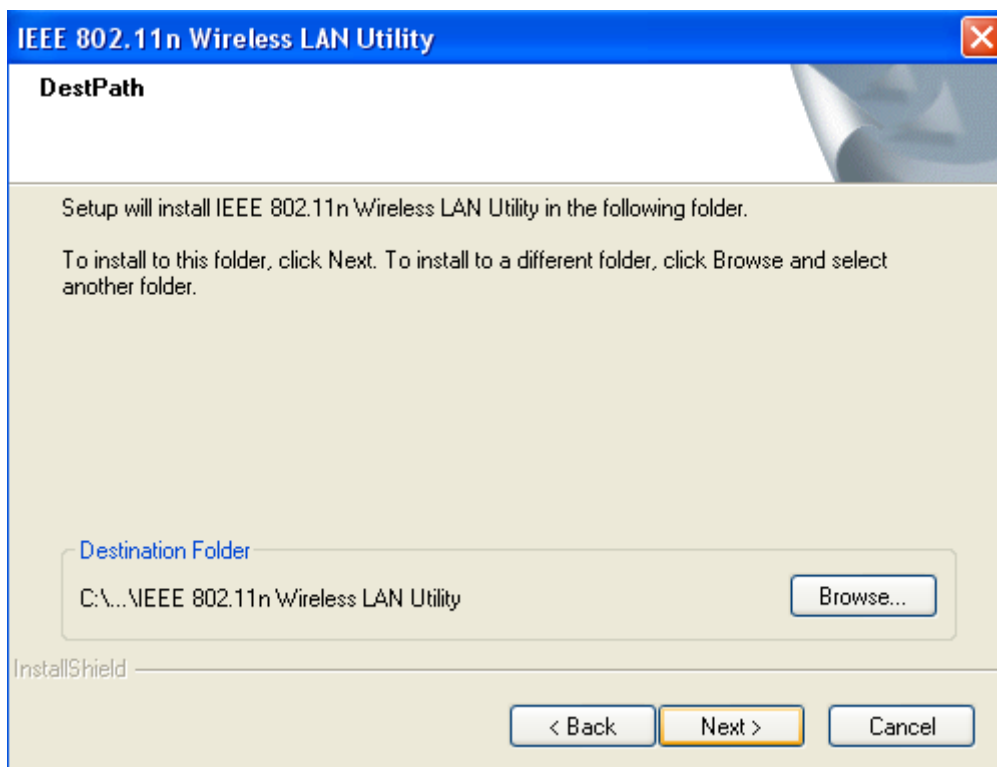 IEEE 802.11n Wireless LAN Utility
DestPath
Setup will install IEEE 802.11n Wireless LAN Utility in the following folder.
To install to this folder, click Next. To install to a different folder, click Browse and select
another folder.
Destination Folder
C:\...\IEEE 802.11n Wireless LAN Utility
Browse...
InstallShield
< Back
Next >
Cancel